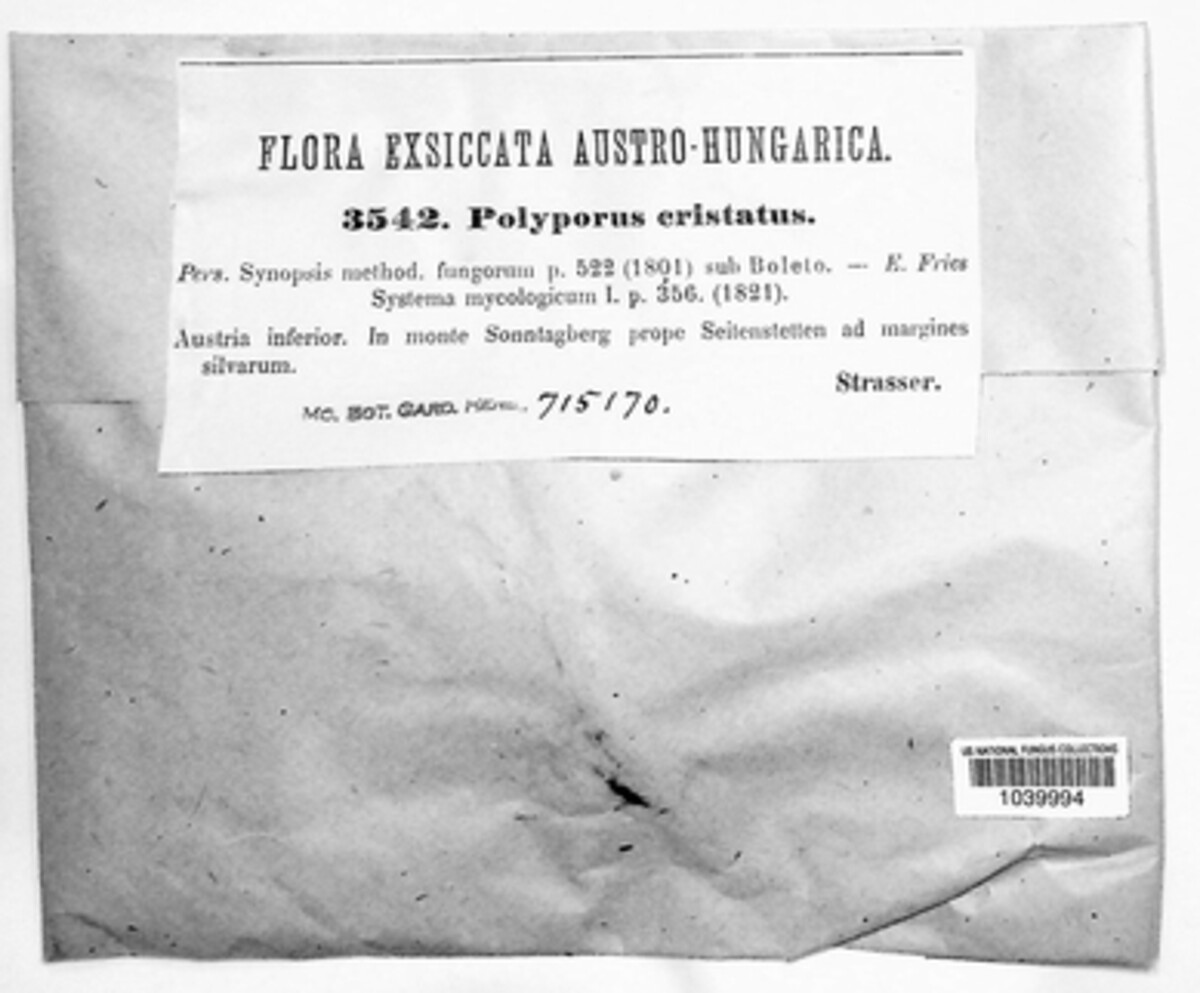 FLORA EXSICCATA AUSTRO-HUNGARICA.
3542. Polyporus cristatus.
Pers. Synopsis method. fungorum p. 522 (1801) sub Boleto. — E. Fries
Systema mycologicum I. p. 356. (1821).
Austria inferior. In monte Sonntagberg prope Seitenstetten ad margines
silvarum.
Strasser.
MO. BOT. GARD. 715170.
US NATIONAL FUNGUS COLLECTIONS
1039994